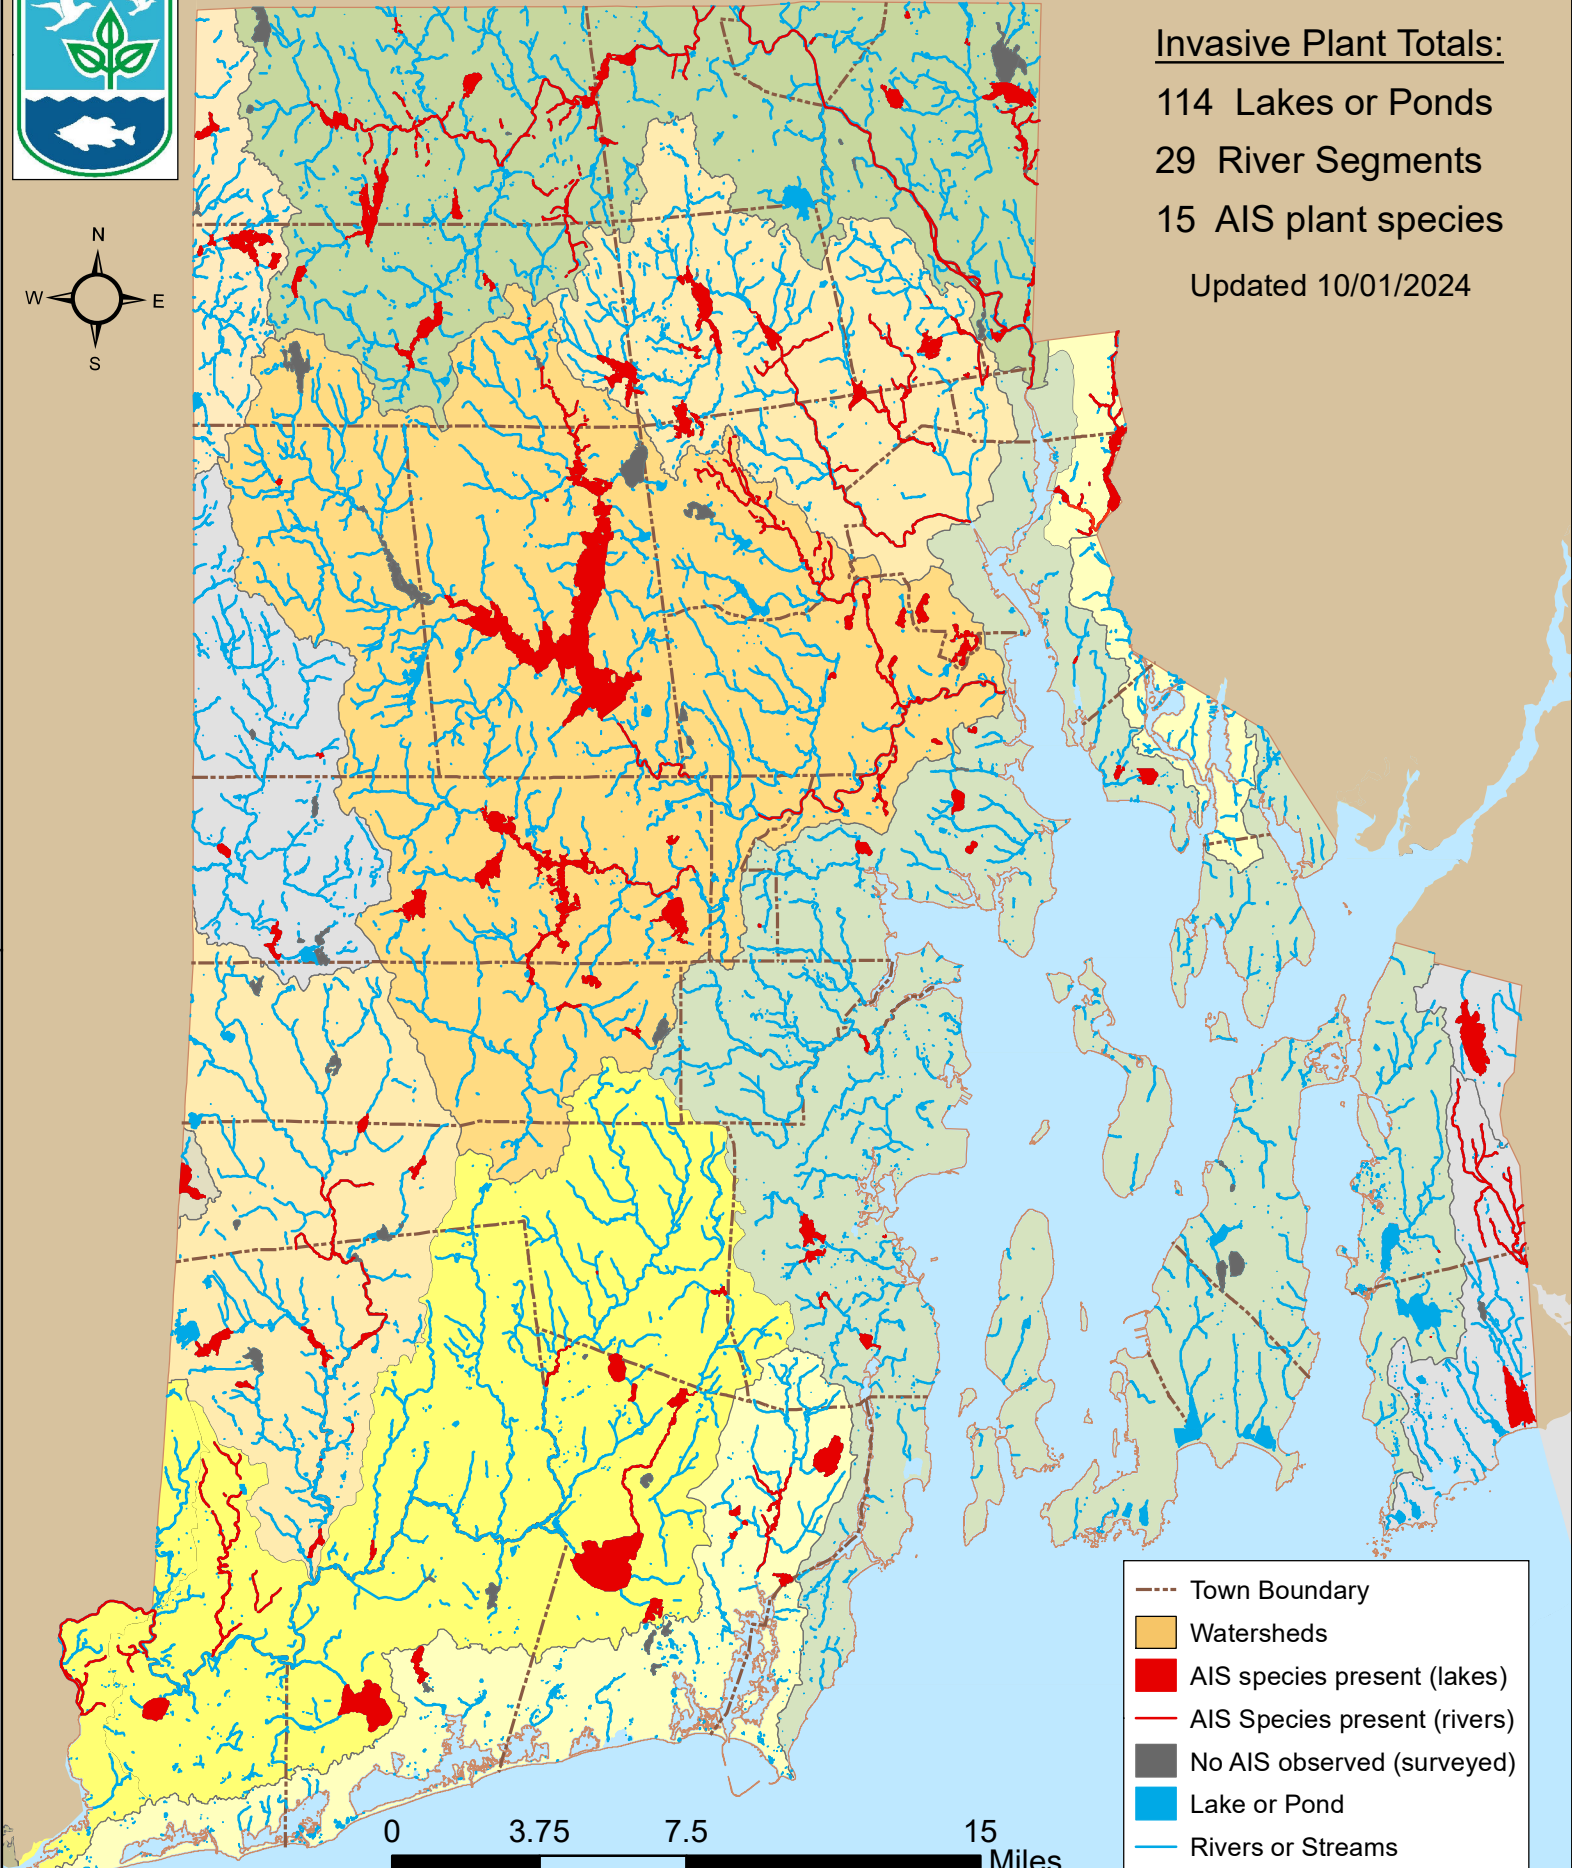 Invasive Plant Totals:
114 Lakes or Ponds
29 River Segments
15 AIS plant species
Updated 10/01/2024
N
W E
S
Town Boundary
Watersheds
AIS species present (lakes)
AIS Species present (rivers)
No AIS observed (surveyed)
Lake or Pond
Rivers or Streams
0 3.75 7.5 15
Miles